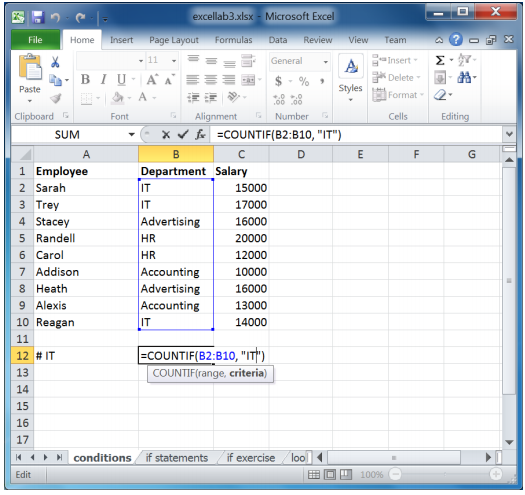 excellab3.xlsx - Microsoft Excel
File Home Insert Page Layout Formulas Data Review View Team
Paste
Clipboard
11
B I U A A
A
Font
Alignment
General
$ - % ,
.0 .00
.00 .0
Number
A
Styles
Insert
Delete
Format
Cells
Σ
Editing
SUM fx =COUNTIF(B2:B10, "IT")
A B C D E F G
1 Employee Department Salary
2 Sarah IT 15000
3 Trey IT 17000
4 Stacey Advertising 16000
5 Randell HR 20000
6 Carol HR 12000
7 Addison Accounting 10000
8 Heath Advertising 16000
9 Alexis Accounting 13000
10 Reagan IT 14000
11
12 # IT =COUNTIF(B2:B10, "IT")
13 COUNTIF(range, criteria)
14
15
16
17
conditions if statements if exercise loo
Edit 100%